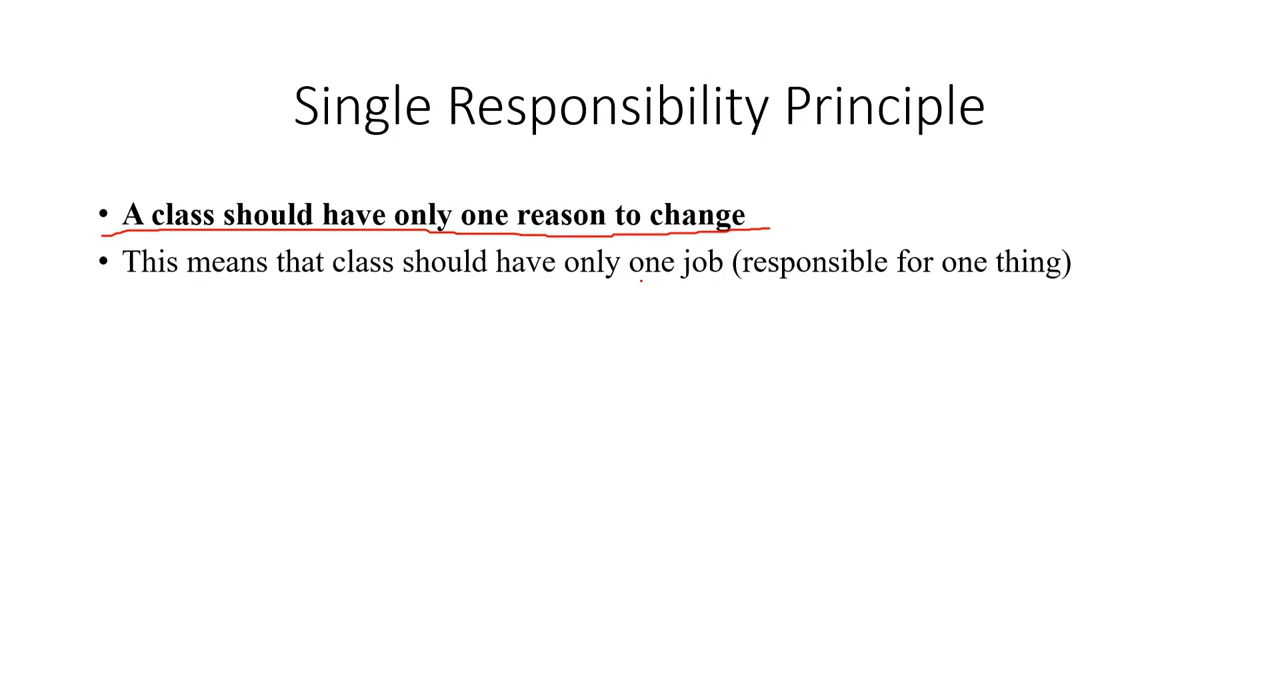 Single Responsibility Principle
• A class should have only one reason to change
• This means that class should have only one job (responsible for one thing)